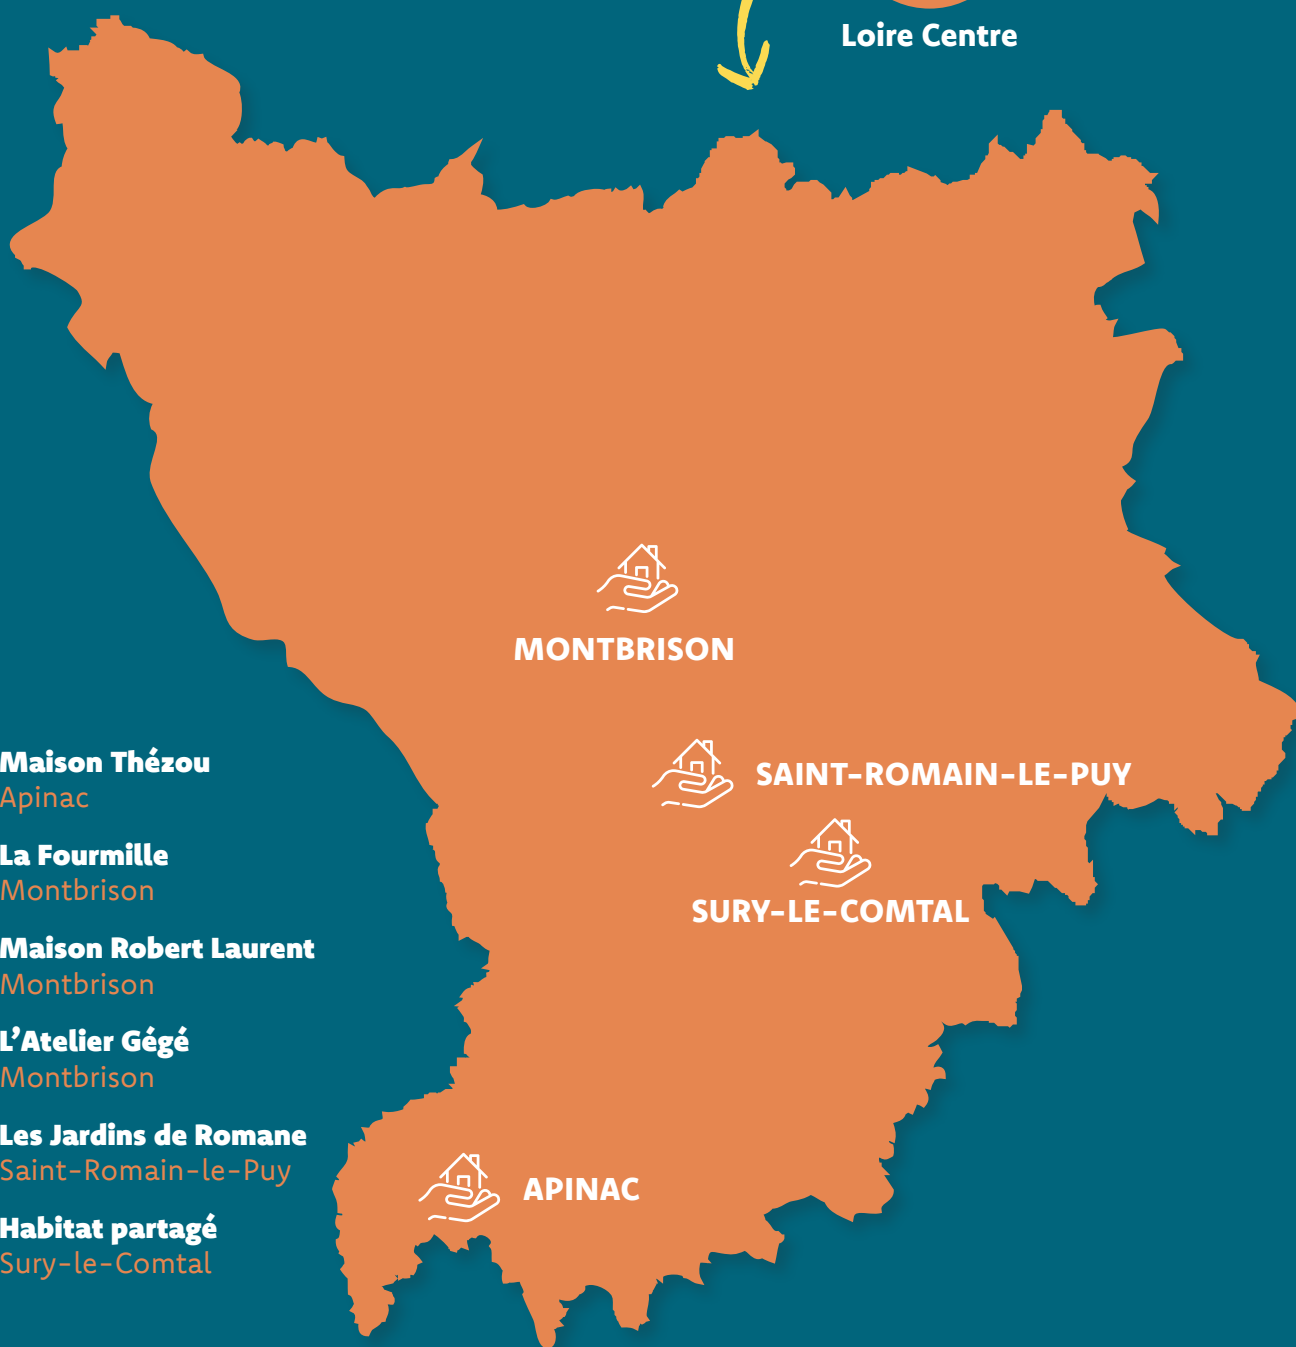 Loire Centre
MONTBRISON
SAINT-ROMAIN-LE-PUY
SURY-LE-COMTAL
APINAC
Maison Thézou
Apinac
La Fourmille
Montbrison
Maison Robert Laurent
Montbrison
L'Atelier Gégé
Montbrison
Les Jardins de Romane
Saint-Romain-le-Puy
Habitat partagé
Sury-le-Comtal